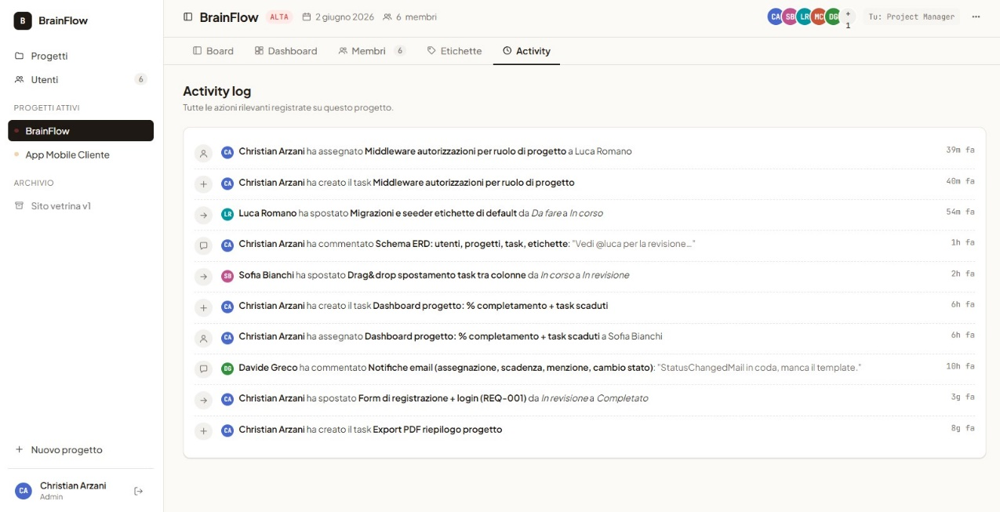 B BrainFlow
Progetti
Utenti 6
PROGETTI ATTIVI
BrainFlow
App Mobile Cliente
ARCHIVIO
Sito vetrina v1
Nuovo progetto
CA Christian Arzani
Admin
BrainFlow ALTA 2 giugno 2026 6 membri
CA SB LR MC DG +1 Tu: Project Manager
Board Dashboard Membri 6 Etichette Activity
Activity log
Tutte le azioni rilevanti registrate su questo progetto.
CA Christian Arzani ha assegnato Middleware autorizzazioni per ruolo di progetto a Luca Romano 39m fa
CA Christian Arzani ha creato il task Middleware autorizzazioni per ruolo di progetto 40m fa
LR Luca Romano ha spostato Migrazioni e seeder etichette di default da Da fare a In corso 54m fa
CA Christian Arzani ha commentato Schema ERD: utenti, progetti, task, etichette: "Vedi @luca per la revisione…" 1h fa
SB Sofia Bianchi ha spostato Drag&drop spostamento task tra colonne da In corso a In revisione 2h fa
CA Christian Arzani ha creato il task Dashboard progetto: % completamento + task scaduti 6h fa
CA Christian Arzani ha assegnato Dashboard progetto: % completamento + task scaduti a Sofia Bianchi 6h fa
DG Davide Greco ha commentato Notifiche email (assegnazione, scadenza, menzione, cambio stato): "StatusChangedMail in coda, manca il template." 10h fa
CA Christian Arzani ha spostato Form di registrazione + login (REQ-001) da In revisione a Completato 3g fa
CA Christian Arzani ha creato il task Export PDF riepilogo progetto 8g fa